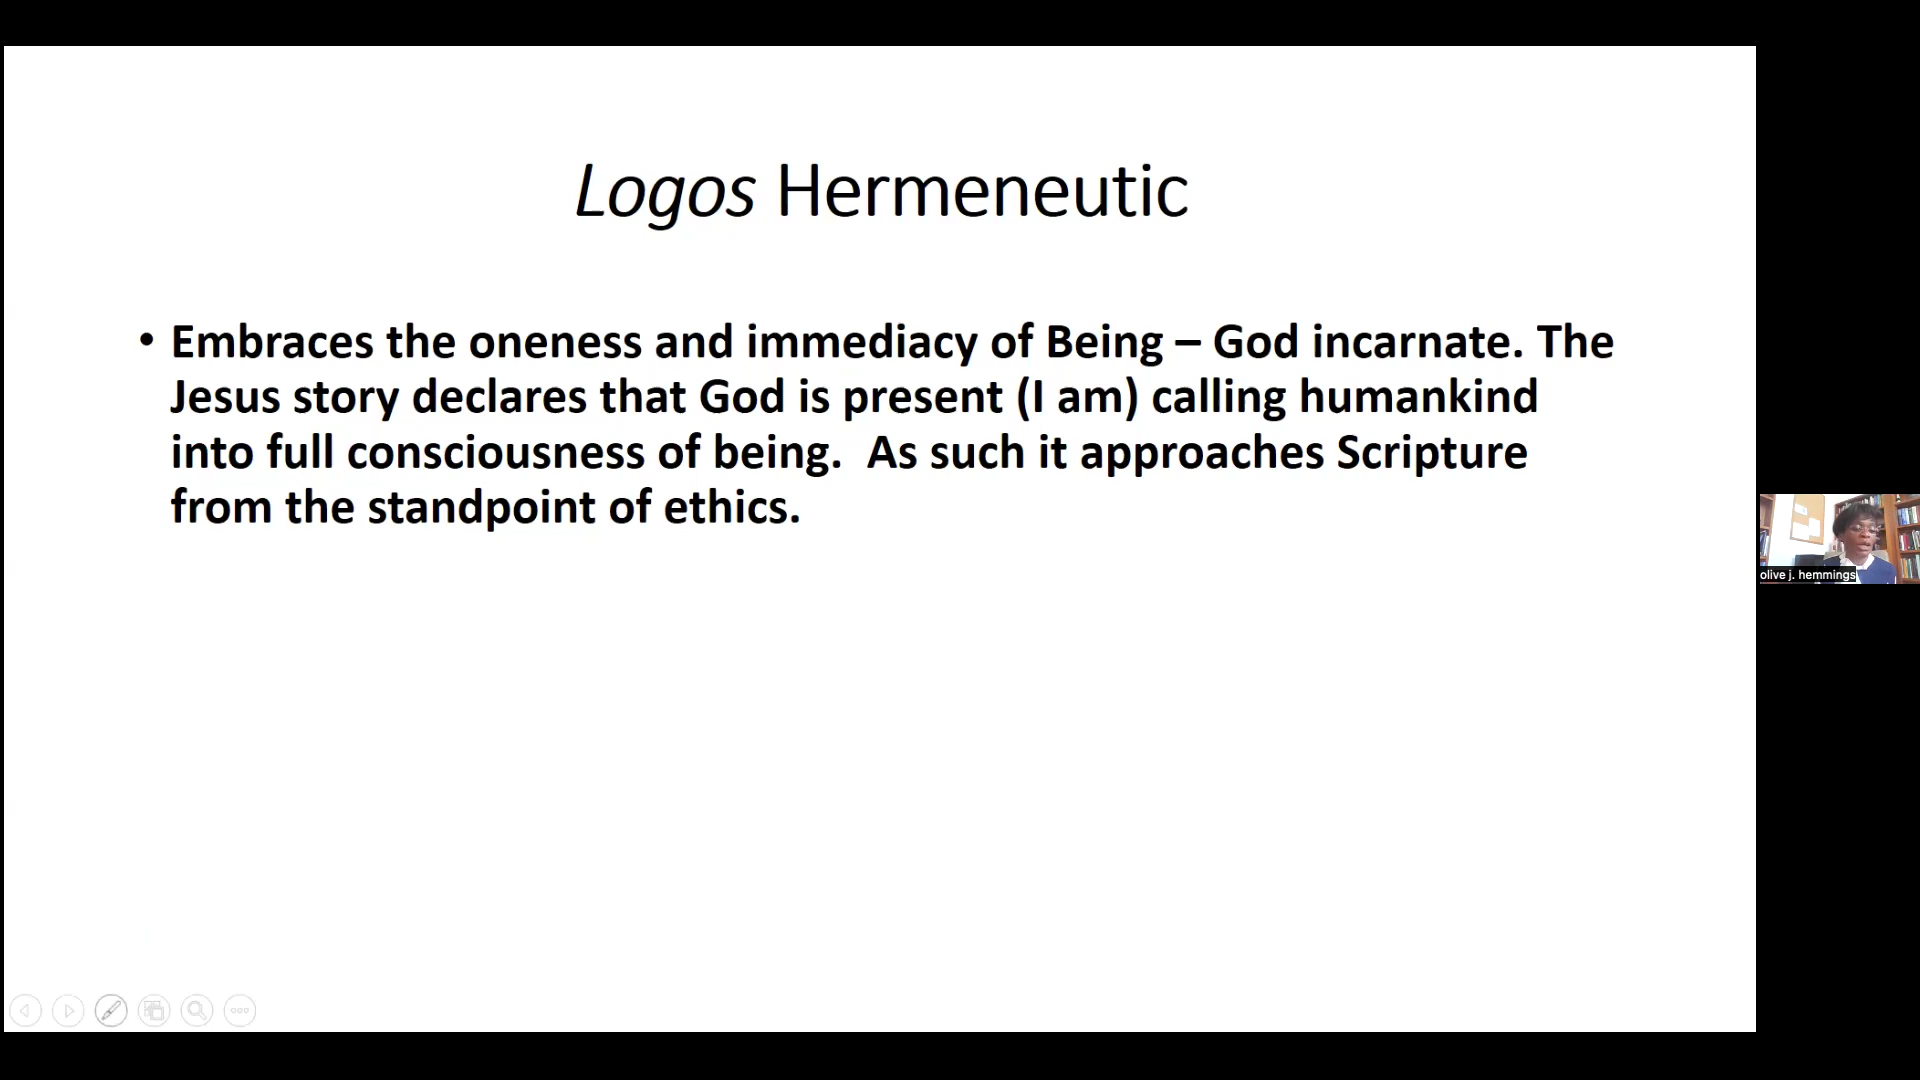 Logos Hermeneutic
• Embraces the oneness and immediacy of Being – God incarnate. The
Jesus story declares that God is present (I am) calling humankind
into full consciousness of being.  As such it approaches Scripture
from the standpoint of ethics.
olive j. hemmings